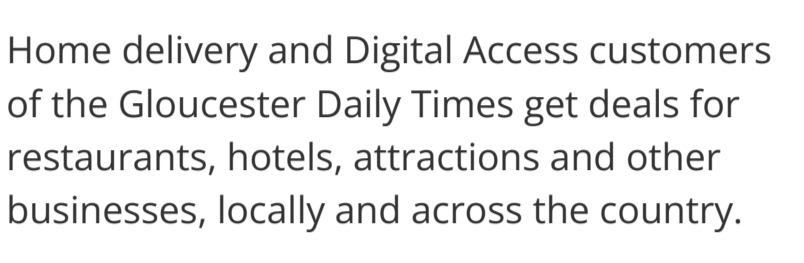 Home delivery and Digital Access customers
of the Gloucester Daily Times get deals for
restaurants, hotels, attractions and other
businesses, locally and across the country.